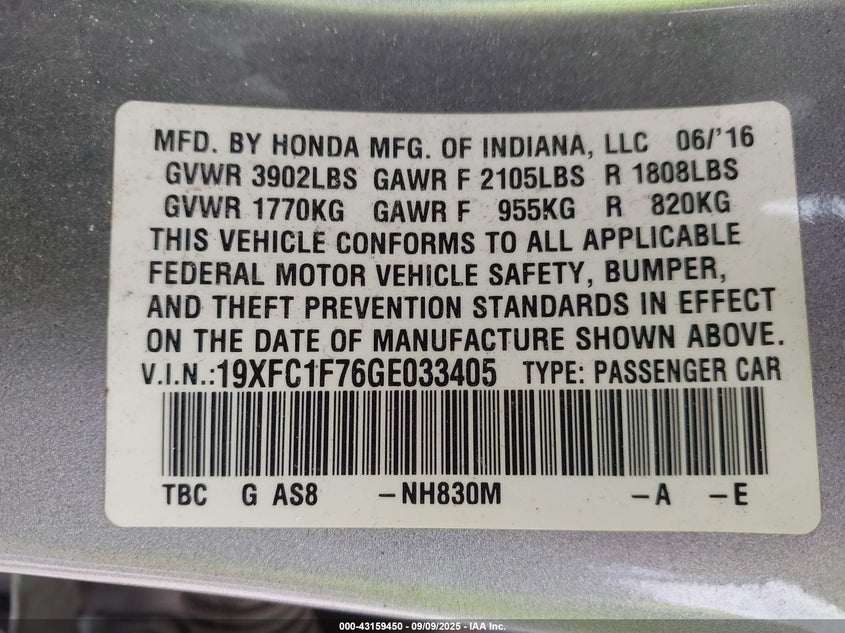 MFD. BY HONDA MFG. OF INDIANA, LLC 06/'16
GVWR 3902LBS GAWR F 2105LBS R 1808LBS
GVWR 1770KG GAWR F 955KG R 820KG
THIS VEHICLE CONFORMS TO ALL APPLICABLE
FEDERAL MOTOR VEHICLE SAFETY, BUMPER,
AND THEFT PREVENTION STANDARDS IN EFFECT
ON THE DATE OF MANUFACTURE SHOWN ABOVE.
V.I.N.:19XFC1F76GE033405 TYPE: PASSENGER CAR
TBC G AS8 -NH830M -A -E
000-43159450 - 09/09/2025 - IAA Inc.